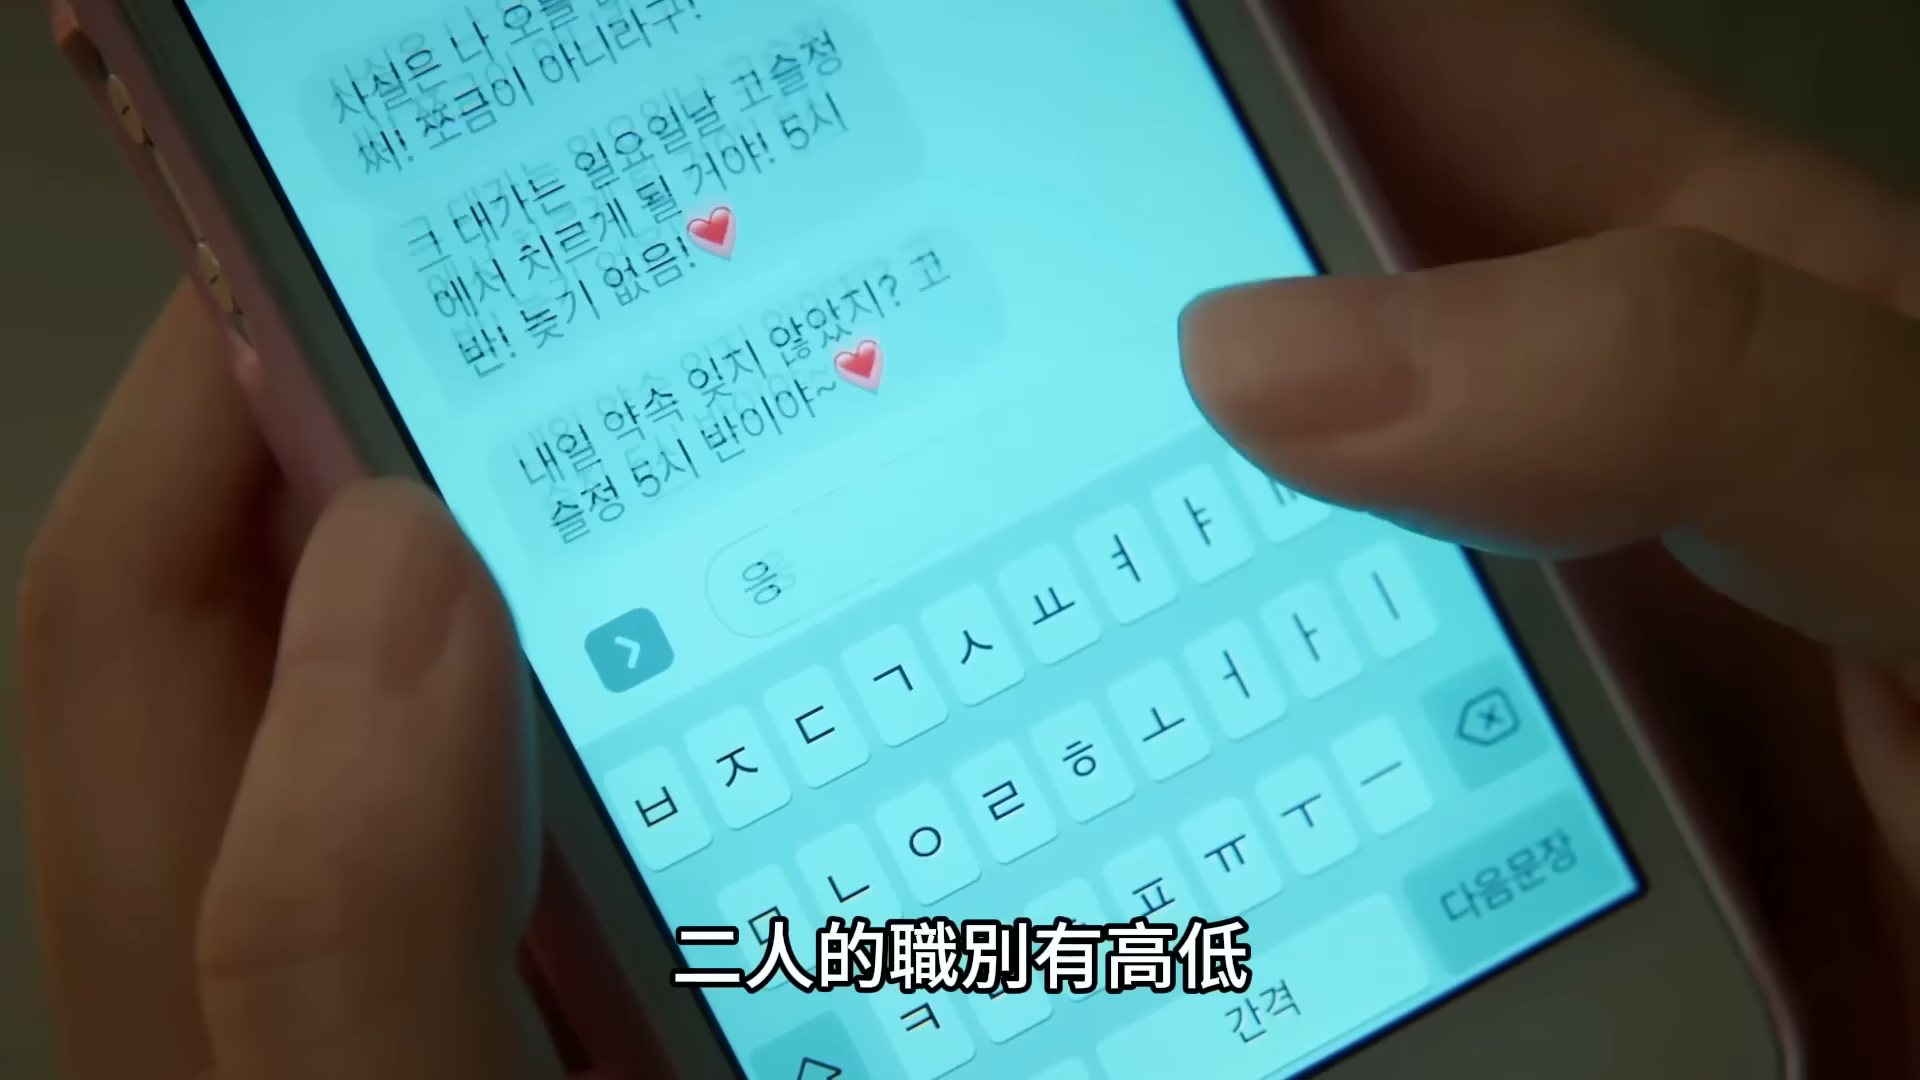 사실은 나 오늘
써! 쪼금이 아니라구!
그 대가는 일요일날 고슬정
에서 치르게 될 거야! 5시
반! 늦기 없음!
내일 약속 잊지 않았지? 고
슬정 5시 반이야~
응
ㅂ ㅈ ㄷ ㄱ ㅅ ㅛ ㅕ ㅑ
ㅁ ㄴ ㅇ ㄹ ㅎ ㅗ ㅓ ㅏ ㅣ
ㅋ ㅍ ㅠ ㅜ ㅡ
간격 다음문장
二人的職別有高低